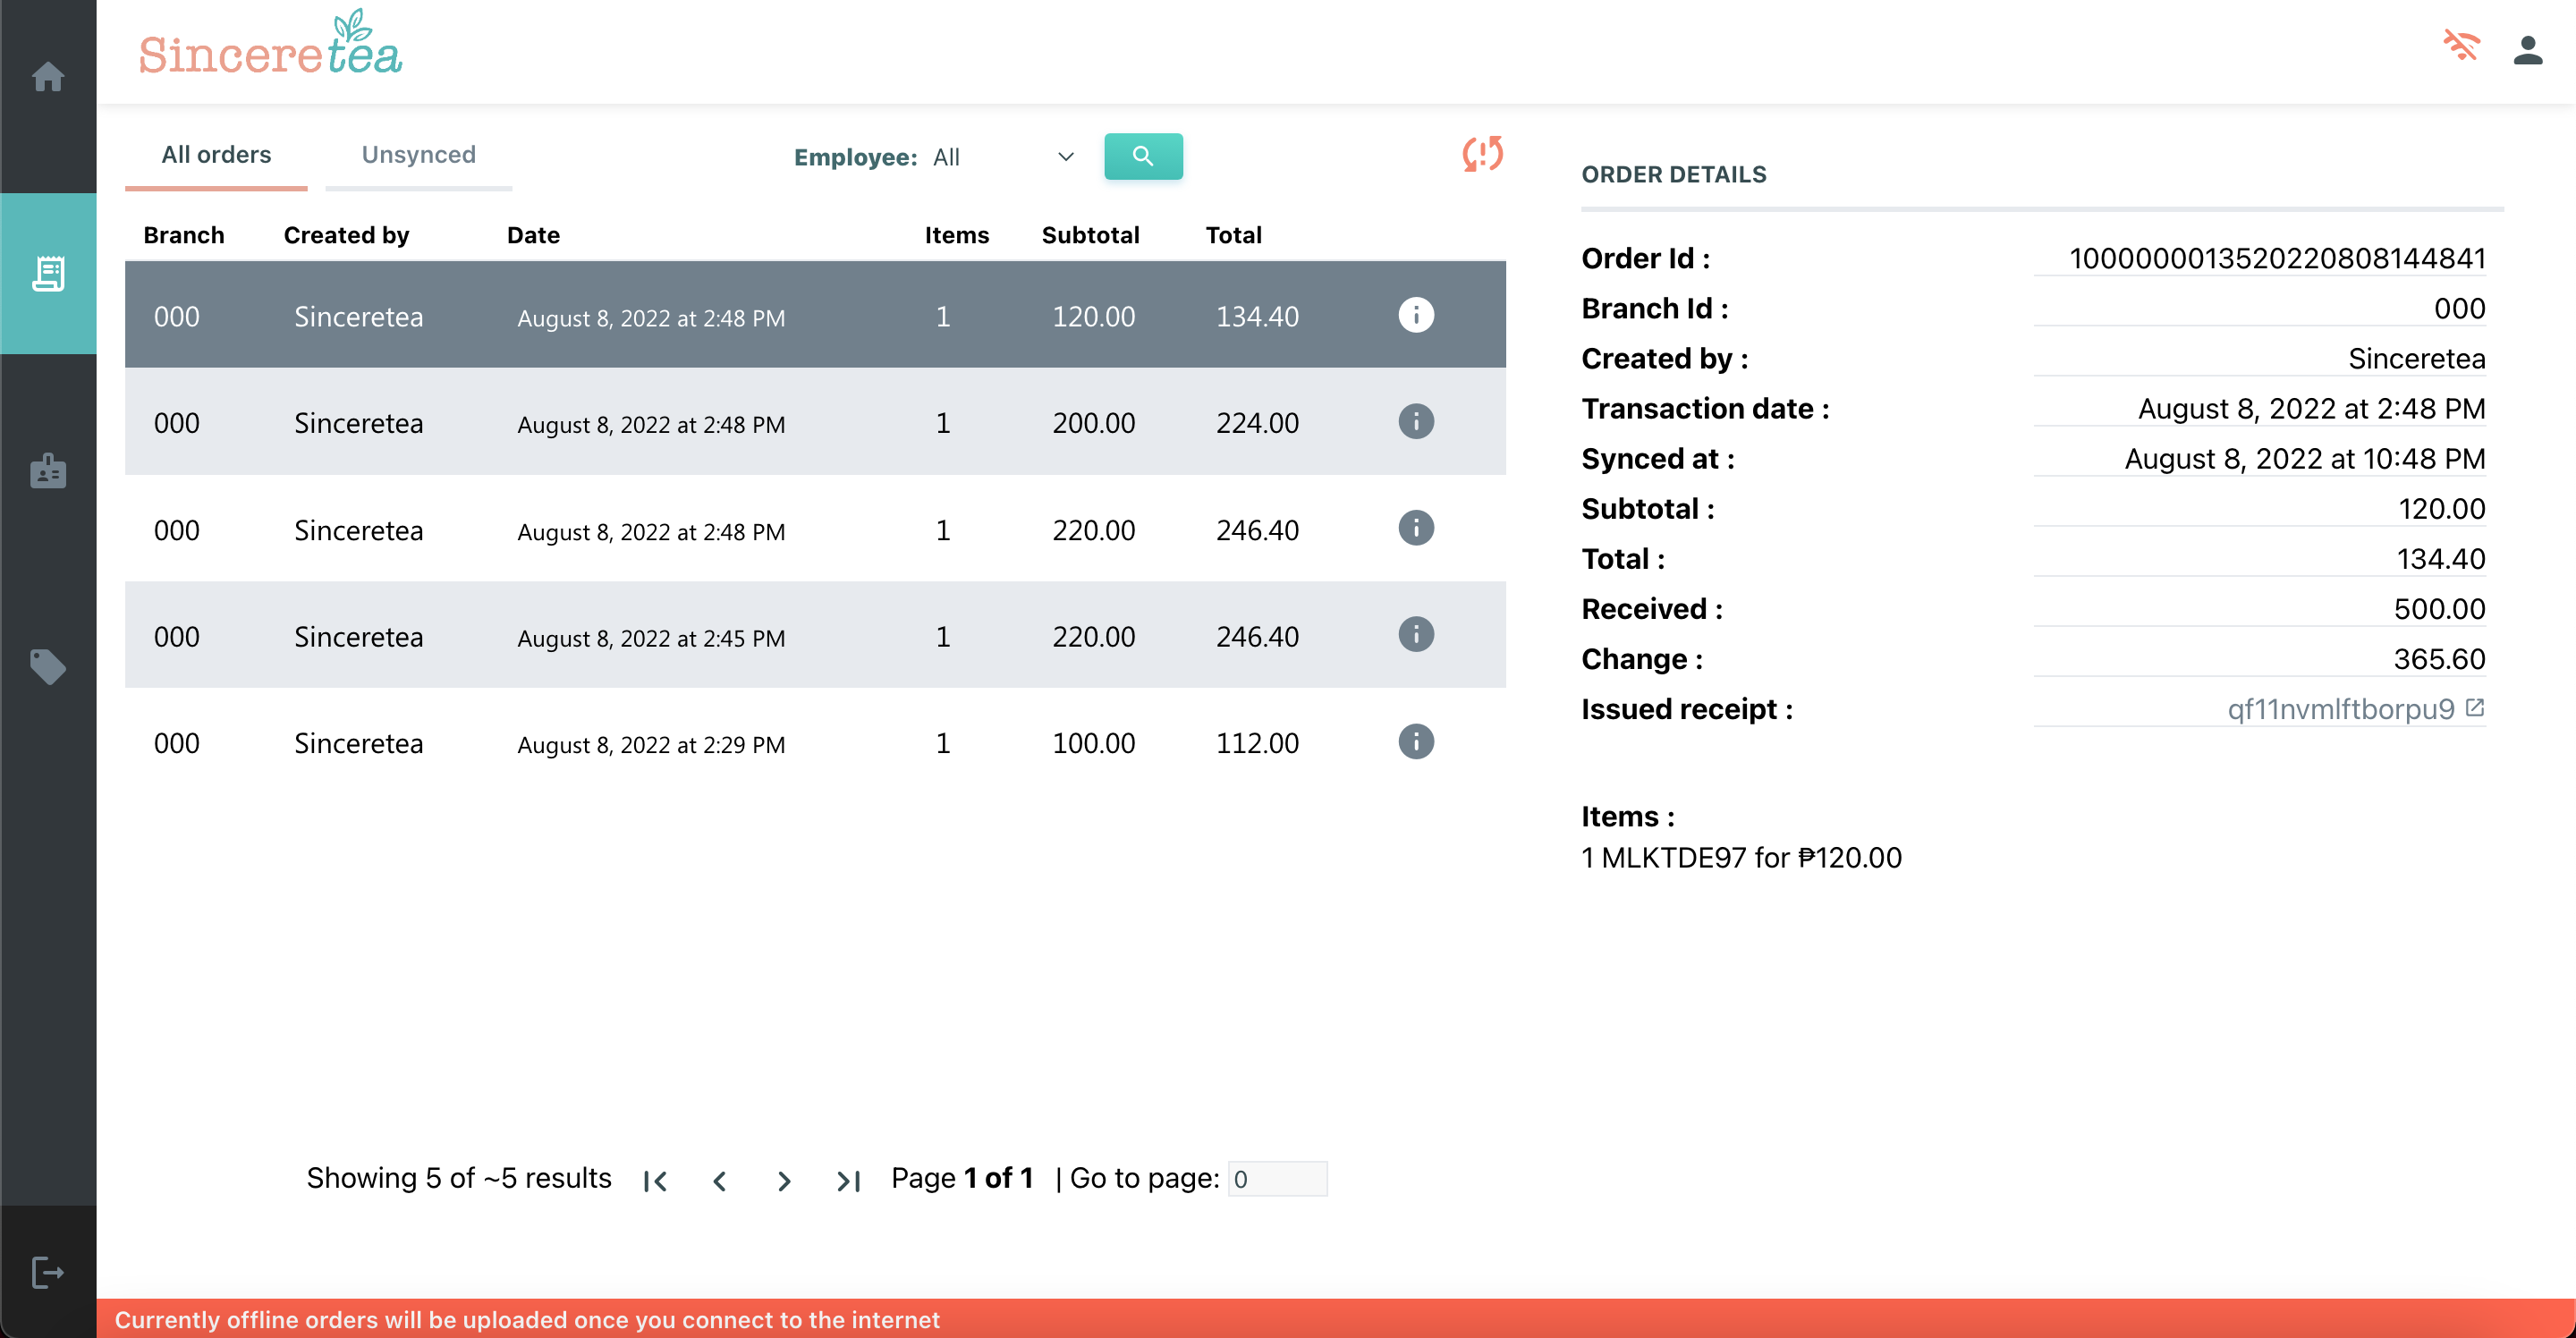 Sinceretea
All orders
Unsynced
Employee: All
Branch Created by Date Items Subtotal Total
000 Sinceretea August 8, 2022 at 2:48 PM 1 120.00 134.40
000 Sinceretea August 8, 2022 at 2:48 PM 1 200.00 224.00
000 Sinceretea August 8, 2022 at 2:48 PM 1 220.00 246.40
000 Sinceretea August 8, 2022 at 2:45 PM 1 220.00 246.40
000 Sinceretea August 8, 2022 at 2:29 PM 1 100.00 112.00
Showing 5 of ~5 results Page 1 of 1 | Go to page: 0
ORDER DETAILS
Order Id : 1000000013520220808144841
Branch Id : 000
Created by : Sinceretea
Transaction date : August 8, 2022 at 2:48 PM
Synced at : August 8, 2022 at 10:48 PM
Subtotal : 120.00
Total : 134.40
Received : 500.00
Change : 365.60
Issued receipt : qf11nvmlftborpu9
Items :
1 MLKTDE97 for ₱120.00
Currently offline orders will be uploaded once you connect to the internet